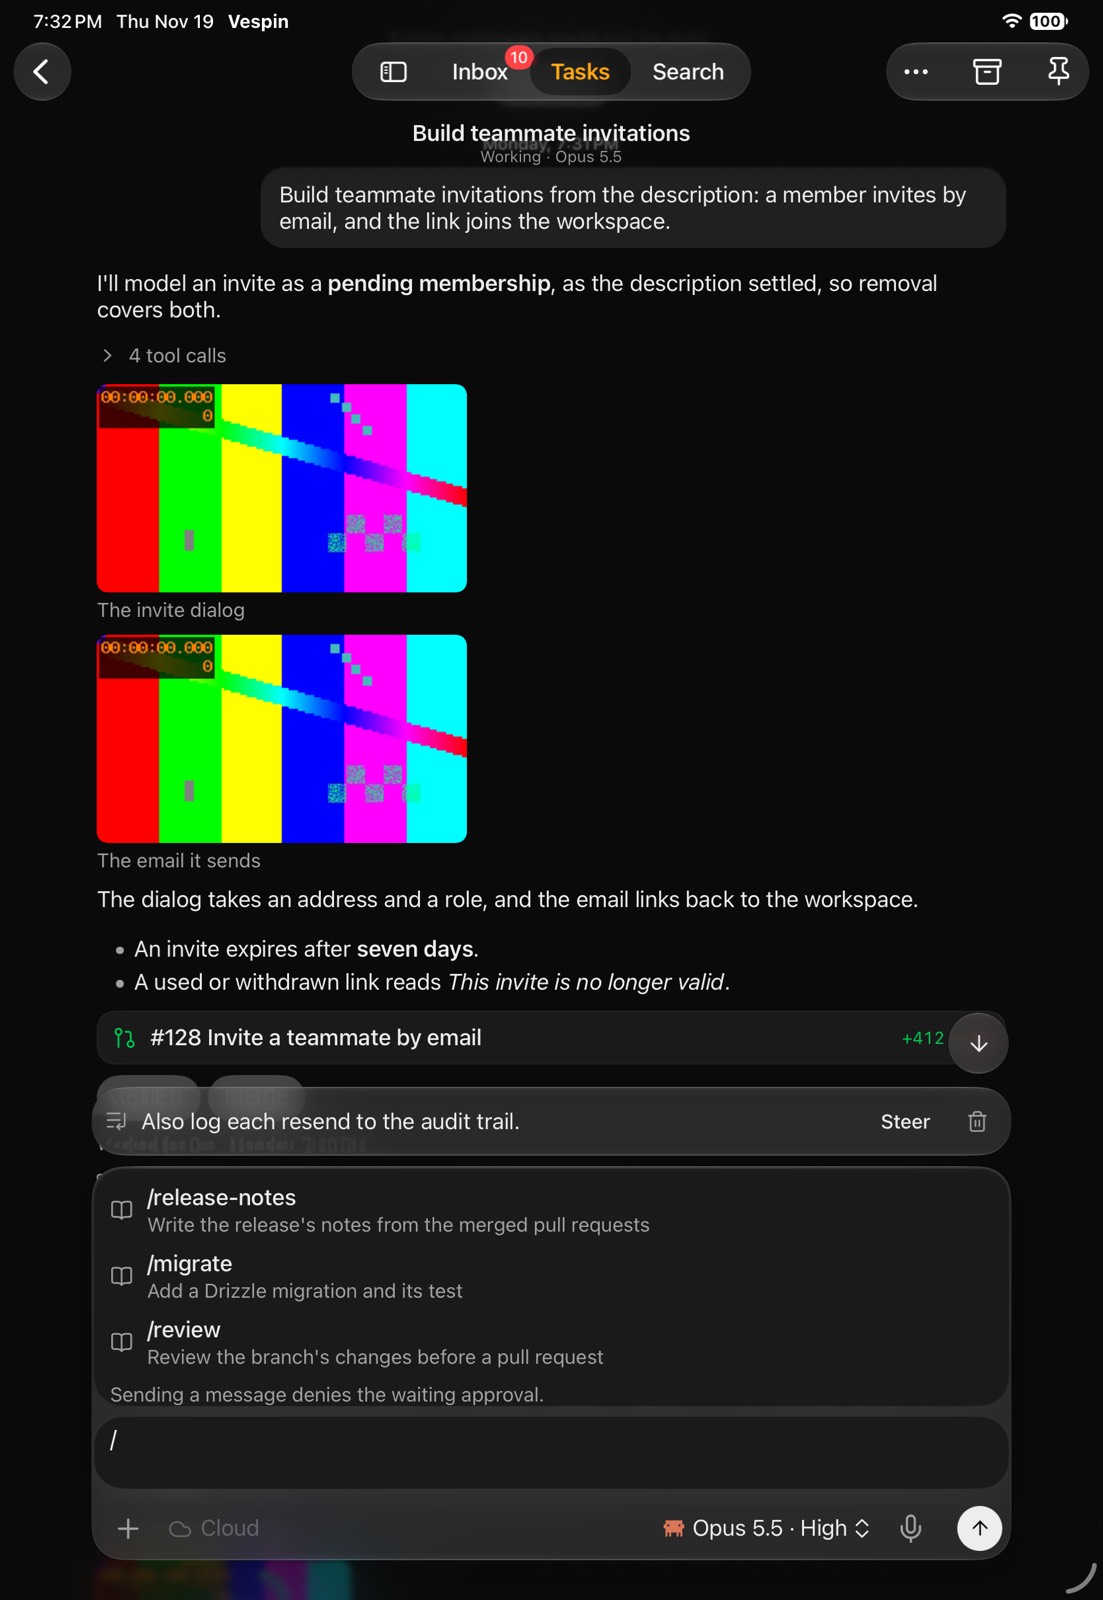 7:32 PM Thu Nov 19 Vespin
100
Inbox
10
Tasks
Search
Build teammate invitations
Monday, 7:31 PM
Working · Opus 5.5
Build teammate invitations from the description: a member invites by
email, and the link joins the workspace.
I'll model an invite as a pending membership, as the description settled, so removal
covers both.
4 tool calls
00:00:00.000
0
The invite dialog
00:00:00.000
0
The email it sends
The dialog takes an address and a role, and the email links back to the workspace.
An invite expires after seven days.
A used or withdrawn link reads This invite is no longer valid.
#128 Invite a teammate by email
+412
Also log each resend to the audit trail.
Steer
/release-notes
Write the release's notes from the merged pull requests
/migrate
Add a Drizzle migration and its test
/review
Review the branch's changes before a pull request
Sending a message denies the waiting approval.
/
Cloud
Opus 5.5 · High